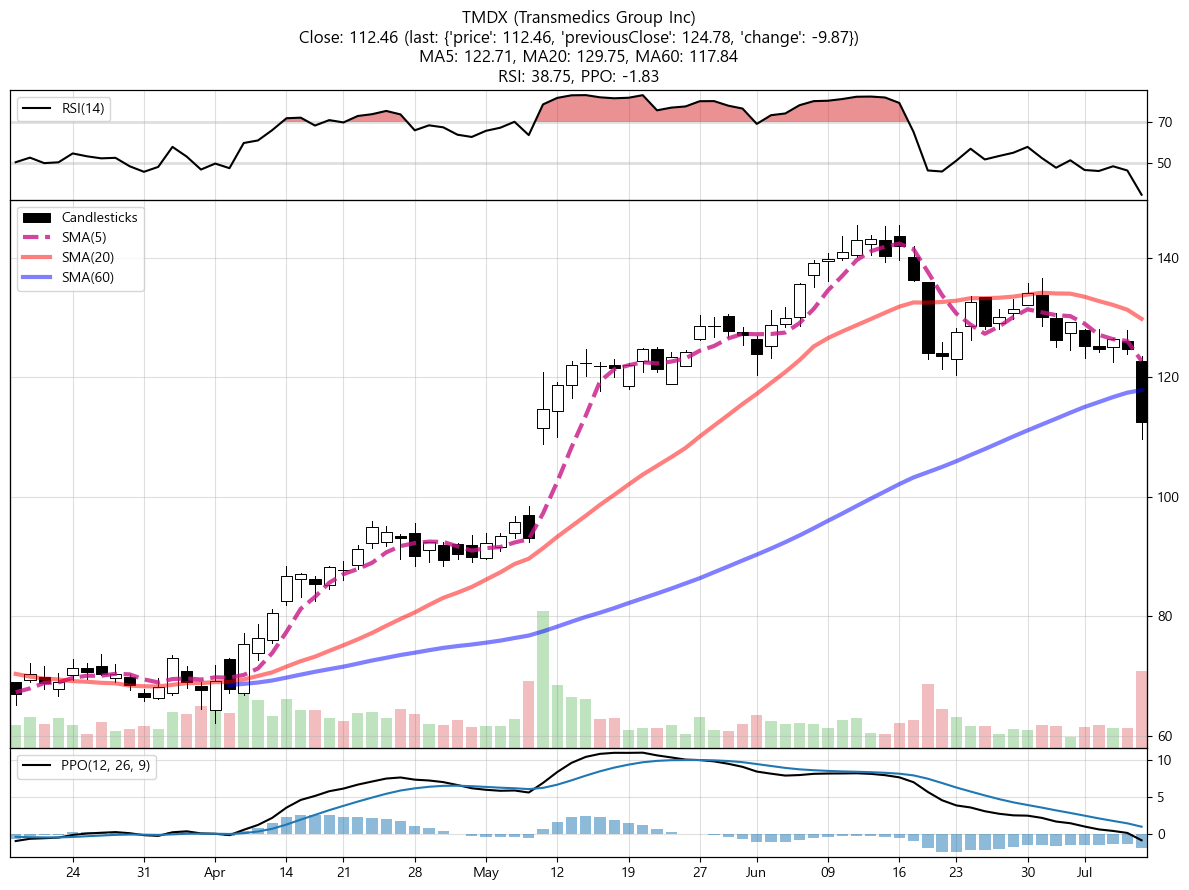 TMDX (Transmedics Group Inc)
Close: 112.46 (last: {'price': 112.46, 'previousClose': 124.78, 'change': -9.87})
MA5: 122.71, MA20: 129.75, MA60: 117.84
RSI: 38.75, PPO: -1.83
RSI(14)
70
50
Candlesticks
SMA(5)
SMA(20)
SMA(60)
140
120
100
80
60
PPO(12, 26, 9)
10
5
0
24 31 Apr 14 21 28 May 12 19 27 Jun 09 16 23 30 Jul